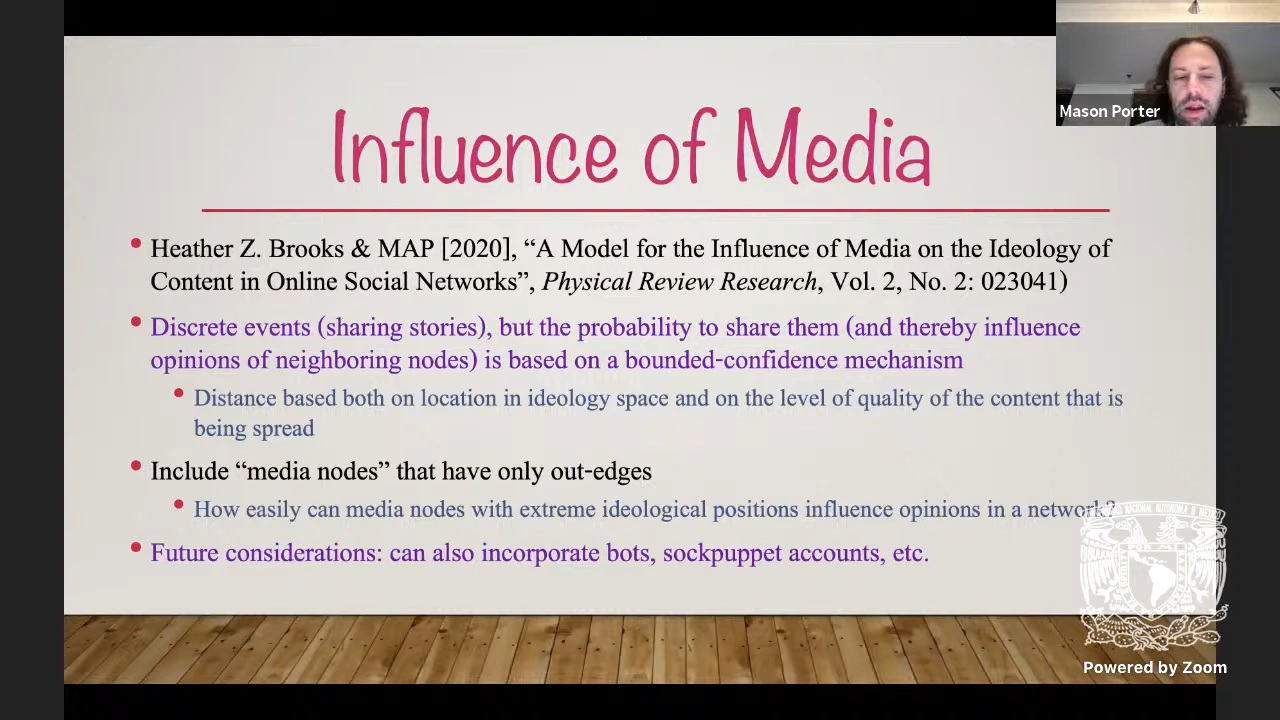 Influence of Media
Mason Porter
• Heather Z. Brooks & MAP [2020], “A Model for the Influence of Media on the Ideology of
Content in Online Social Networks”, Physical Review Research, Vol. 2, No. 2: 023041)
• Discrete events (sharing stories), but the probability to share them (and thereby influence
opinions of neighboring nodes) is based on a bounded-confidence mechanism
• Distance based both on location in ideology space and on the level of quality of the content that is
being spread
• Include “media nodes” that have only out-edges
• How easily can media nodes with extreme ideological positions influence opinions in a network?
• Future considerations: can also incorporate bots, sockpuppet accounts, etc.
Powered by Zoom